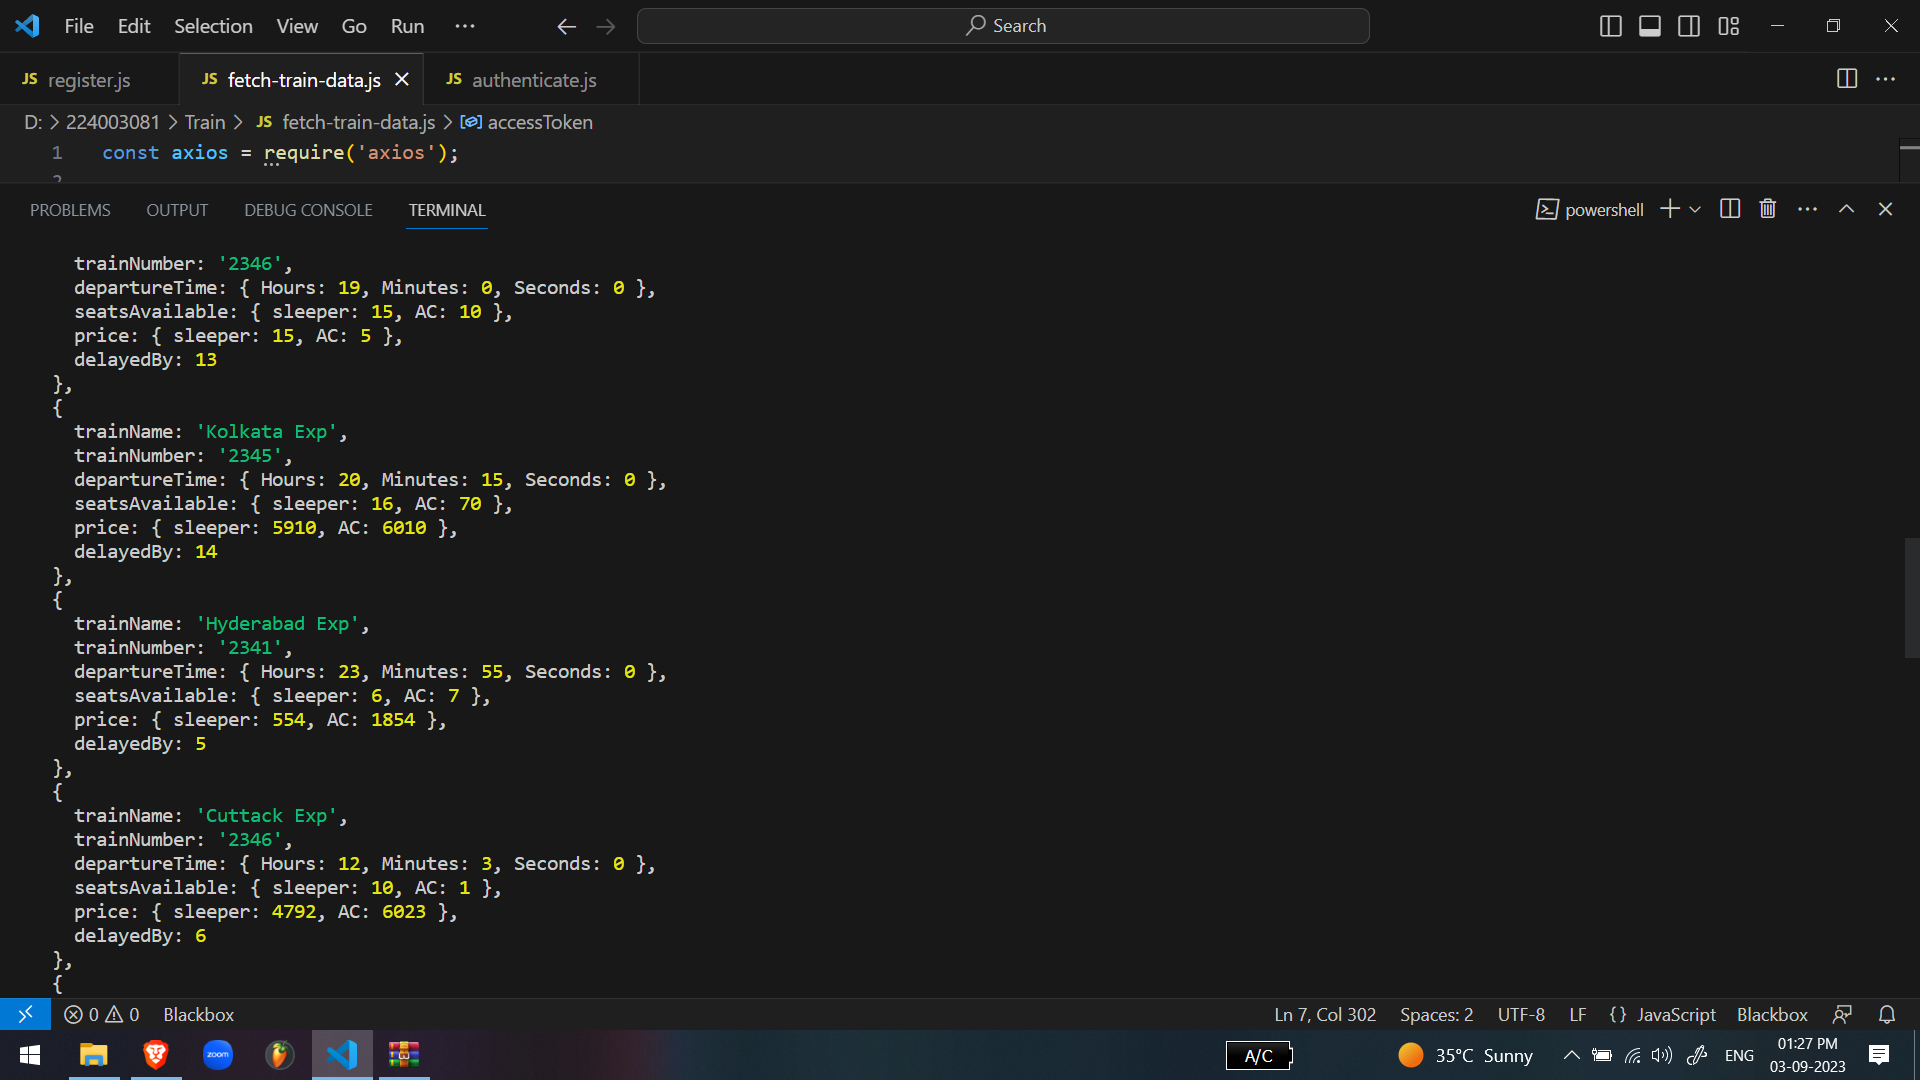 File Edit Selection View Go Run ··· Search
JS register.js JS fetch-train-data.js JS authenticate.js
D: > 224003081 > Train > JS fetch-train-data.js > accessToken
1 const axios = require('axios');
2
PROBLEMS OUTPUT DEBUG CONSOLE TERMINAL powershell
trainNumber: '2346',
departureTime: { Hours: 19, Minutes: 0, Seconds: 0 },
seatsAvailable: { sleeper: 15, AC: 10 },
price: { sleeper: 15, AC: 5 },
delayedBy: 13
},
{
trainName: 'Kolkata Exp',
trainNumber: '2345',
departureTime: { Hours: 20, Minutes: 15, Seconds: 0 },
seatsAvailable: { sleeper: 16, AC: 70 },
price: { sleeper: 5910, AC: 6010 },
delayedBy: 14
},
{
trainName: 'Hyderabad Exp',
trainNumber: '2341',
departureTime: { Hours: 23, Minutes: 55, Seconds: 0 },
seatsAvailable: { sleeper: 6, AC: 7 },
price: { sleeper: 554, AC: 1854 },
delayedBy: 5
},
{
trainName: 'Cuttack Exp',
trainNumber: '2346',
departureTime: { Hours: 12, Minutes: 3, Seconds: 0 },
seatsAvailable: { sleeper: 10, AC: 1 },
price: { sleeper: 4792, AC: 6023 },
delayedBy: 6
},
{
0 0 Blackbox Ln 7, Col 302 Spaces: 2 UTF-8 LF {} JavaScript Blackbox
zoom A/C 35°C Sunny ENG 01:27 PM
03-09-2023